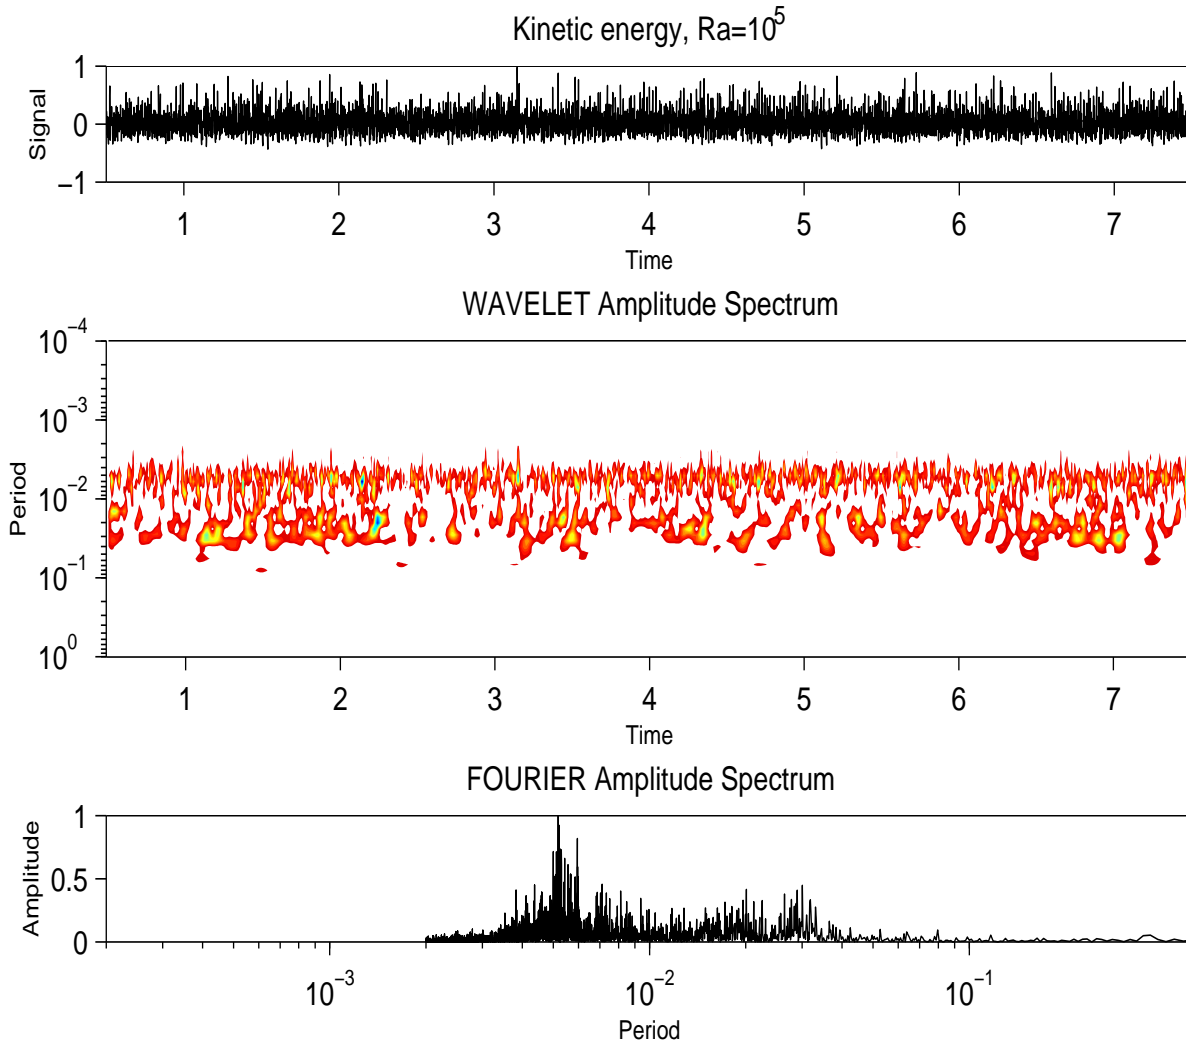 Kinetic energy, Ra=10^5
Signal
1
0
−1
1 2 3 4 5 6 7
Time
WAVELET Amplitude Spectrum
Period
10^−4
10^−3
10^−2
10^−1
10^0
1 2 3 4 5 6 7
Time
FOURIER Amplitude Spectrum
Amplitude
1
0.5
0
10^−3 10^−2 10^−1
Period